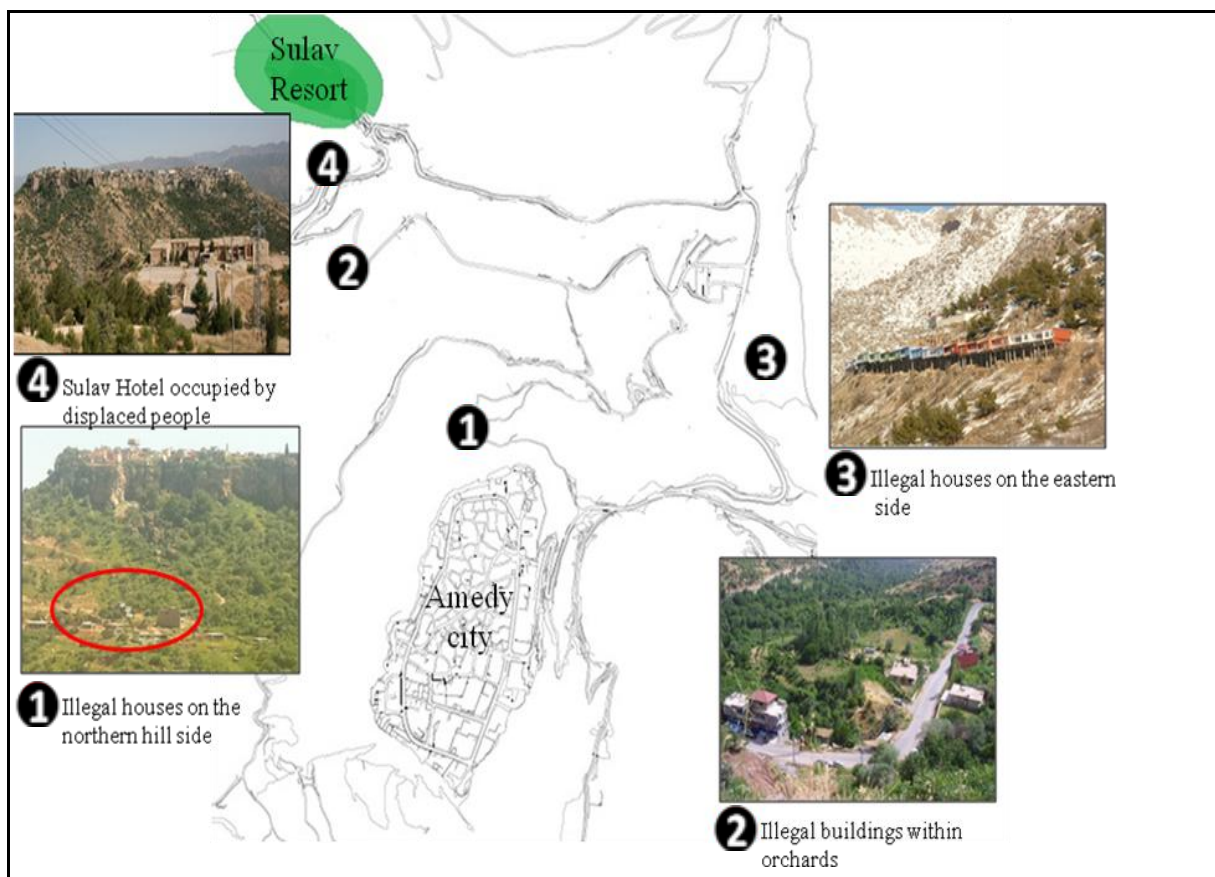 Sulav
Resort
4
2
4
Sulav Hotel occupied by
displaced people
3
1
3
Illegal houses on the eastern
side
Amedy
city
1
Illegal houses on the
northern hill side
2
Illegal buildings within
orchards